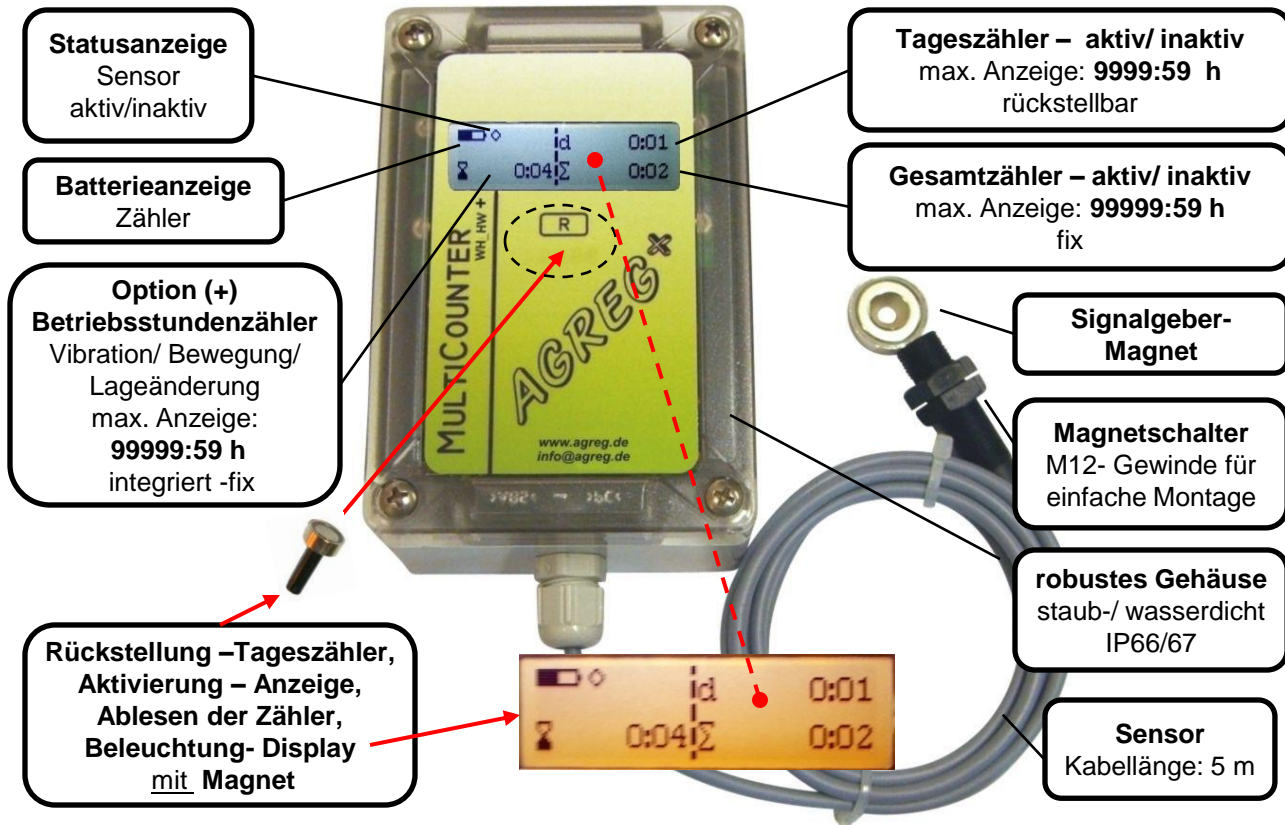 Statusanzeige
Sensor
aktiv/inaktiv
Batterieanzeige
Zähler
Option (+)
Betriebsstundenzähler
Vibration/ Bewegung/
Lageänderung
max. Anzeige:
99999:59 h
integriert -fix
Rückstellung –Tageszähler,
Aktivierung – Anzeige,
Ablesen der Zähler,
Beleuchtung- Display
mit Magnet
d 0:01
0:04 Σ 0:02
R
MULTICOUNTER
WH_HW +
AGREG x
www.agreg.de
info@agreg.de
d 0:01
0:04 Σ 0:02
Tageszähler – aktiv/ inaktiv
max. Anzeige: 9999:59 h
rückstellbar
Gesamtzähler – aktiv/ inaktiv
max. Anzeige: 99999:59 h
fix
Signalgeber-
Magnet
Magnetschalter
M12- Gewinde für
einfache Montage
robustes Gehäuse
staub-/ wasserdicht
IP66/67
Sensor
Kabellänge: 5 m